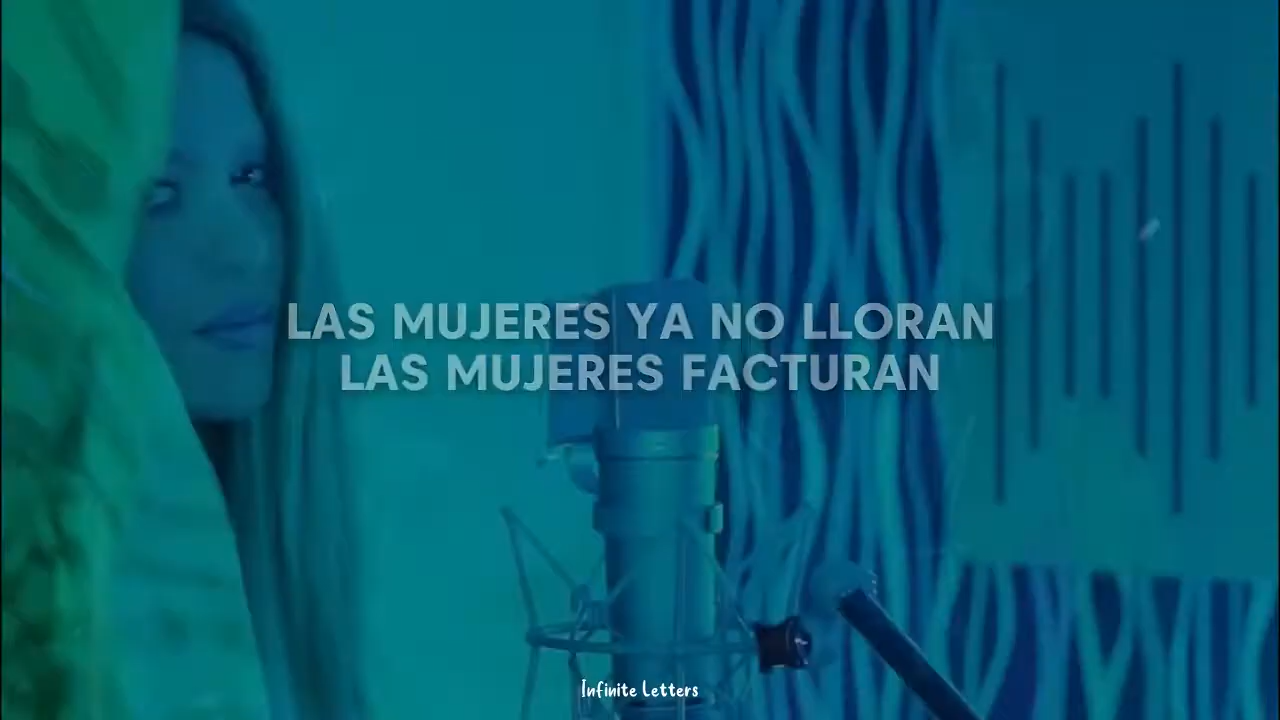 LAS MUJERES YA NO LLORAN
LAS MUJERES FACTURAN
Infinite Letters